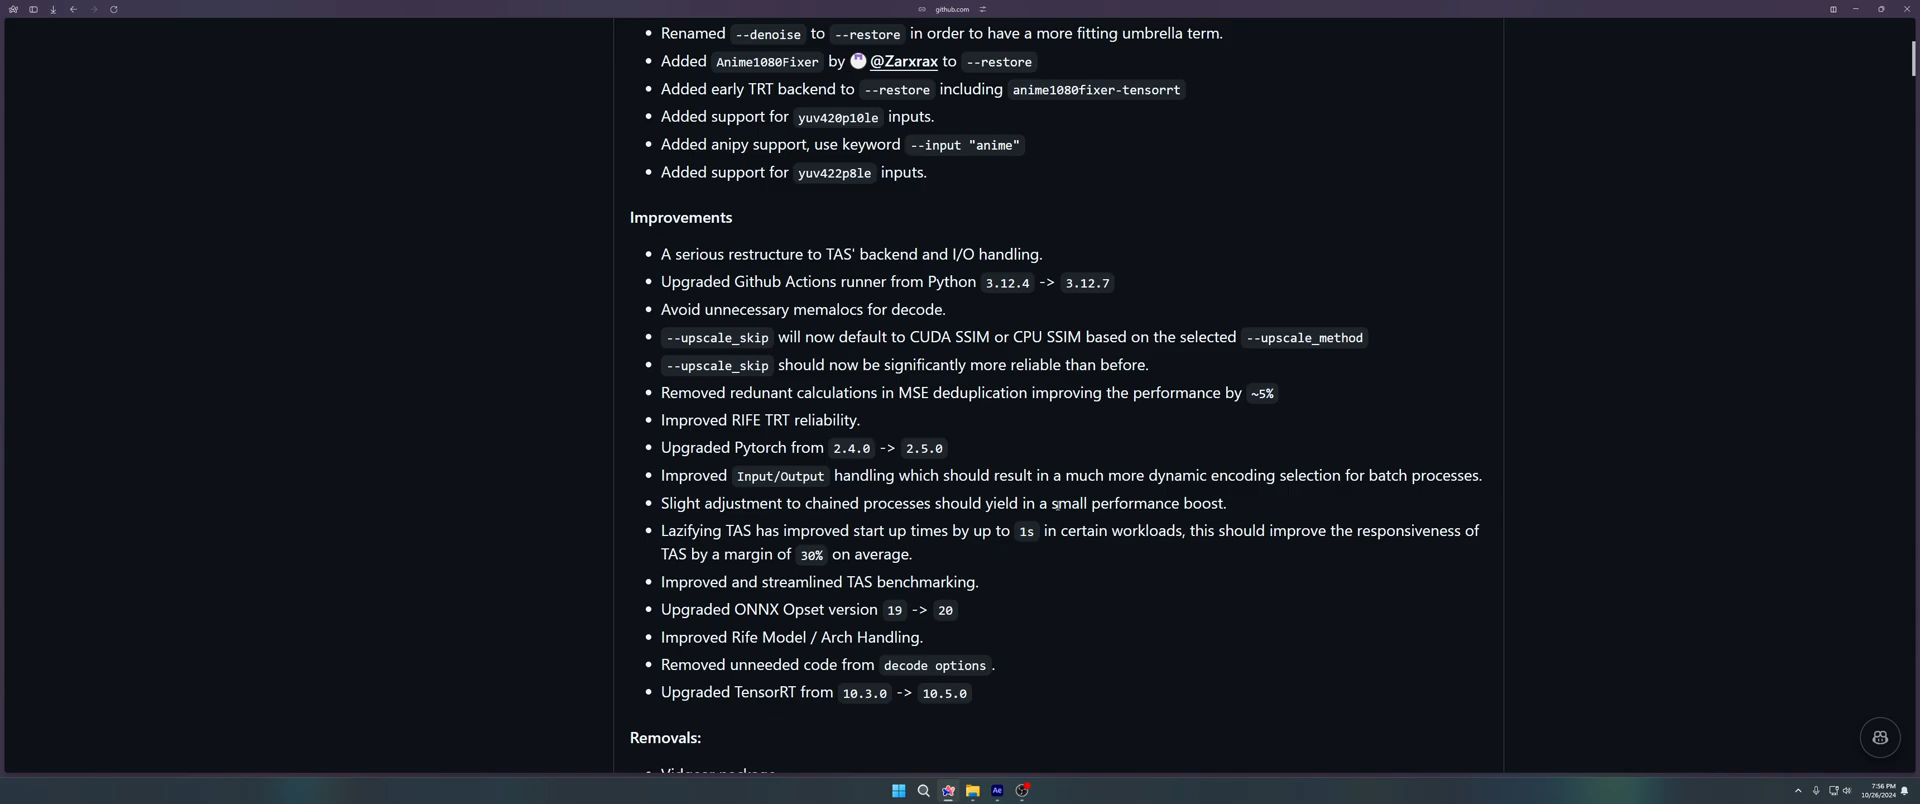 github.com
Renamed --denoise to --restore in order to have a more fitting umbrella term.
Added Anime1080Fixer by @Zarxrax to --restore
Added early TRT backend to --restore including anime1080fixer-tensorrt
Added support for yuv420p10le inputs.
Added anipy support, use keyword --input "anime"
Added support for yuv422p8le inputs.
Improvements
A serious restructure to TAS' backend and I/O handling.
Upgraded Github Actions runner from Python 3.12.4 -> 3.12.7
Avoid unnecessary memalocs for decode.
--upscale_skip will now default to CUDA SSIM or CPU SSIM based on the selected --upscale_method
--upscale_skip should now be significantly more reliable than before.
Removed redunant calculations in MSE deduplication improving the performance by ~5%
Improved RIFE TRT reliability.
Upgraded Pytorch from 2.4.0 -> 2.5.0
Improved Input/Output handling which should result in a much more dynamic encoding selection for batch processes.
Slight adjustment to chained processes should yield in a small performance boost.
Lazifying TAS has improved start up times by up to 1s in certain workloads, this should improve the responsiveness of
TAS by a margin of 30% on average.
Improved and streamlined TAS benchmarking.
Upgraded ONNX Opset version 19 -> 20
Improved Rife Model / Arch Handling.
Removed unneeded code from decode options.
Upgraded TensorRT from 10.3.0 -> 10.5.0
Removals:
Ae
7:56 PM
10/26/2024